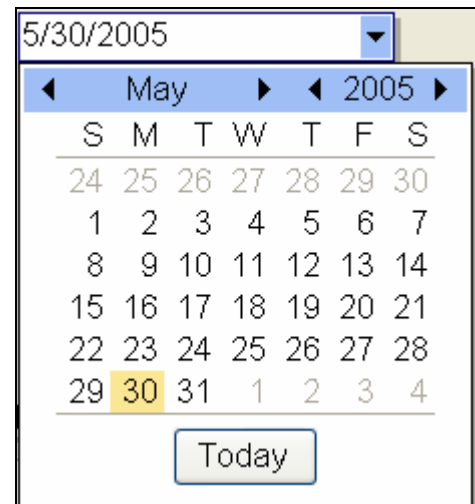 5/30/2005
May 2005
S M T W T F S
24 25 26 27 28 29 30
1 2 3 4 5 6 7
8 9 10 11 12 13 14
15 16 17 18 19 20 21
22 23 24 25 26 27 28
29 30 31 1 2 3 4
Today